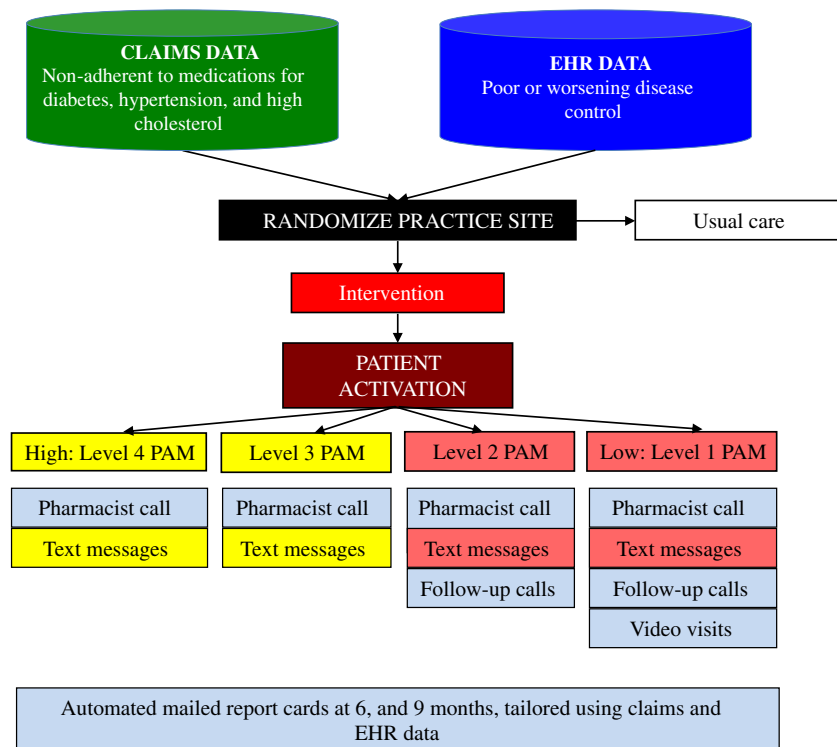 CLAIMS DATA
Non-adherent to medications for
diabetes, hypertension, and high
cholesterol
EHR DATA
Poor or worsening disease
control
RANDOMIZE PRACTICE SITE
Usual care
Intervention
PATIENT
ACTIVATION
High: Level 4 PAM
Level 3 PAM
Level 2 PAM
Low: Level 1 PAM
Pharmacist call
Pharmacist call
Pharmacist call
Pharmacist call
Text messages
Text messages
Text messages
Text messages
Follow-up calls
Follow-up calls
Video visits
Automated mailed report cards at 6, and 9 months, tailored using claims and
EHR data